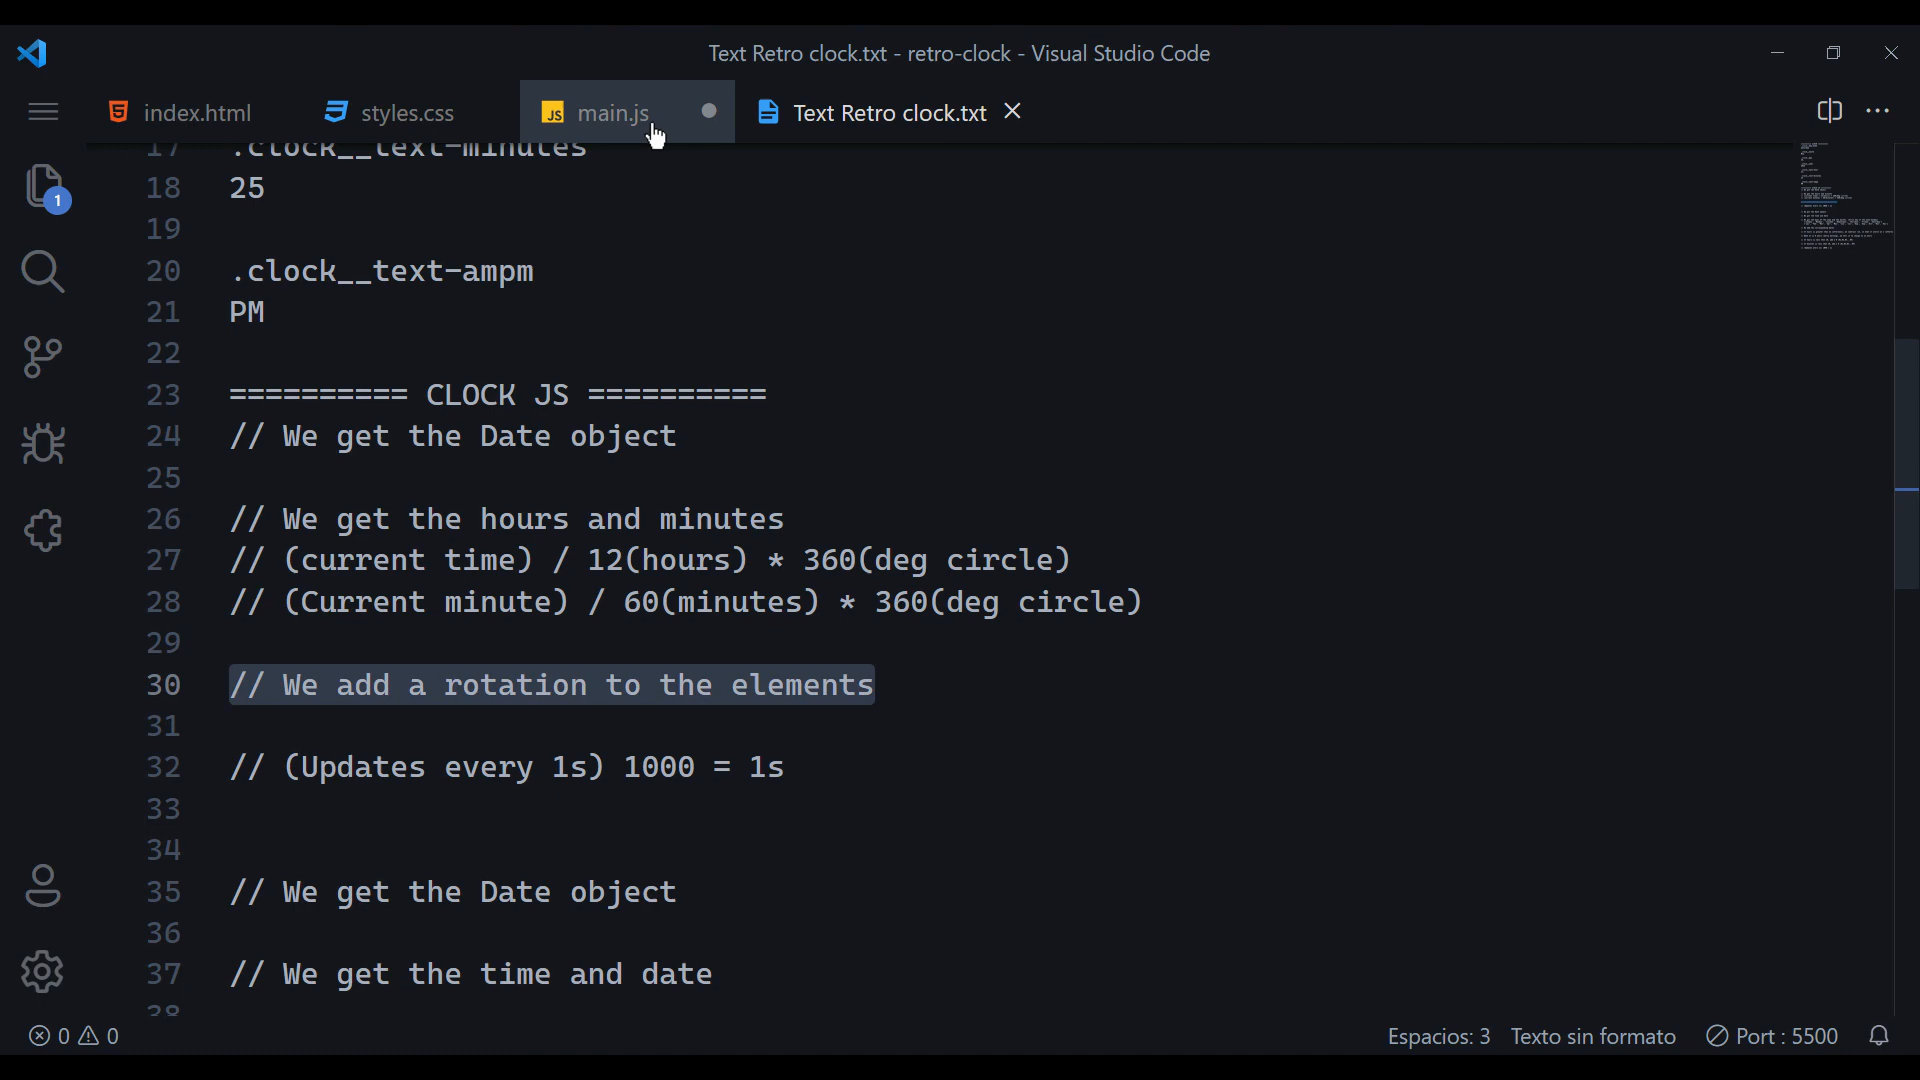 Text Retro clock.txt - retro-clock - Visual Studio Code
index.html
styles.css
JS main.js
Text Retro clock.txt
17 .clock__text-minutes
18 25
19
20 .clock__text-ampm
21 PM
22
23 ========== CLOCK JS ==========
24 // We get the Date object
25
26 // We get the hours and minutes
27 // (current time) / 12(hours) * 360(deg circle)
28 // (Current minute) / 60(minutes) * 360(deg circle)
29
30 // We add a rotation to the elements
31
32 // (Updates every 1s) 1000 = 1s
33
34
35 // We get the Date object
36
37 // We get the time and date
38
1
0 0
Espacios: 3 Texto sin formato Port : 5500